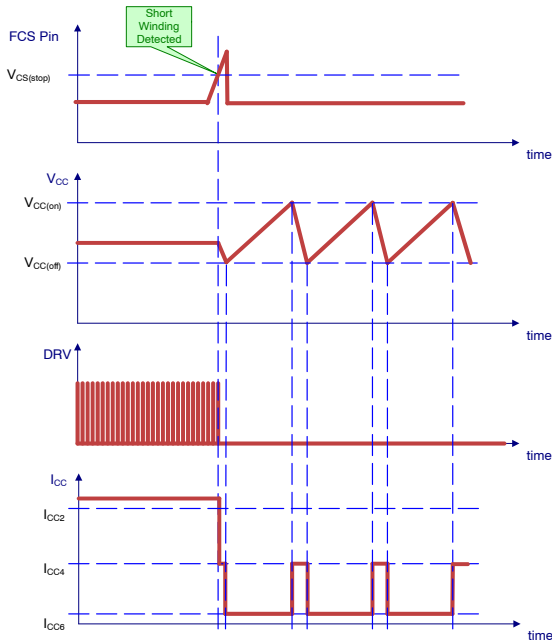 Short
Winding
Detected
FCS Pin
VCS(stop)
time
VCC
VCC(on)
VCC(off)
time
DRV
time
ICC
ICC2
ICC4
ICC6
time